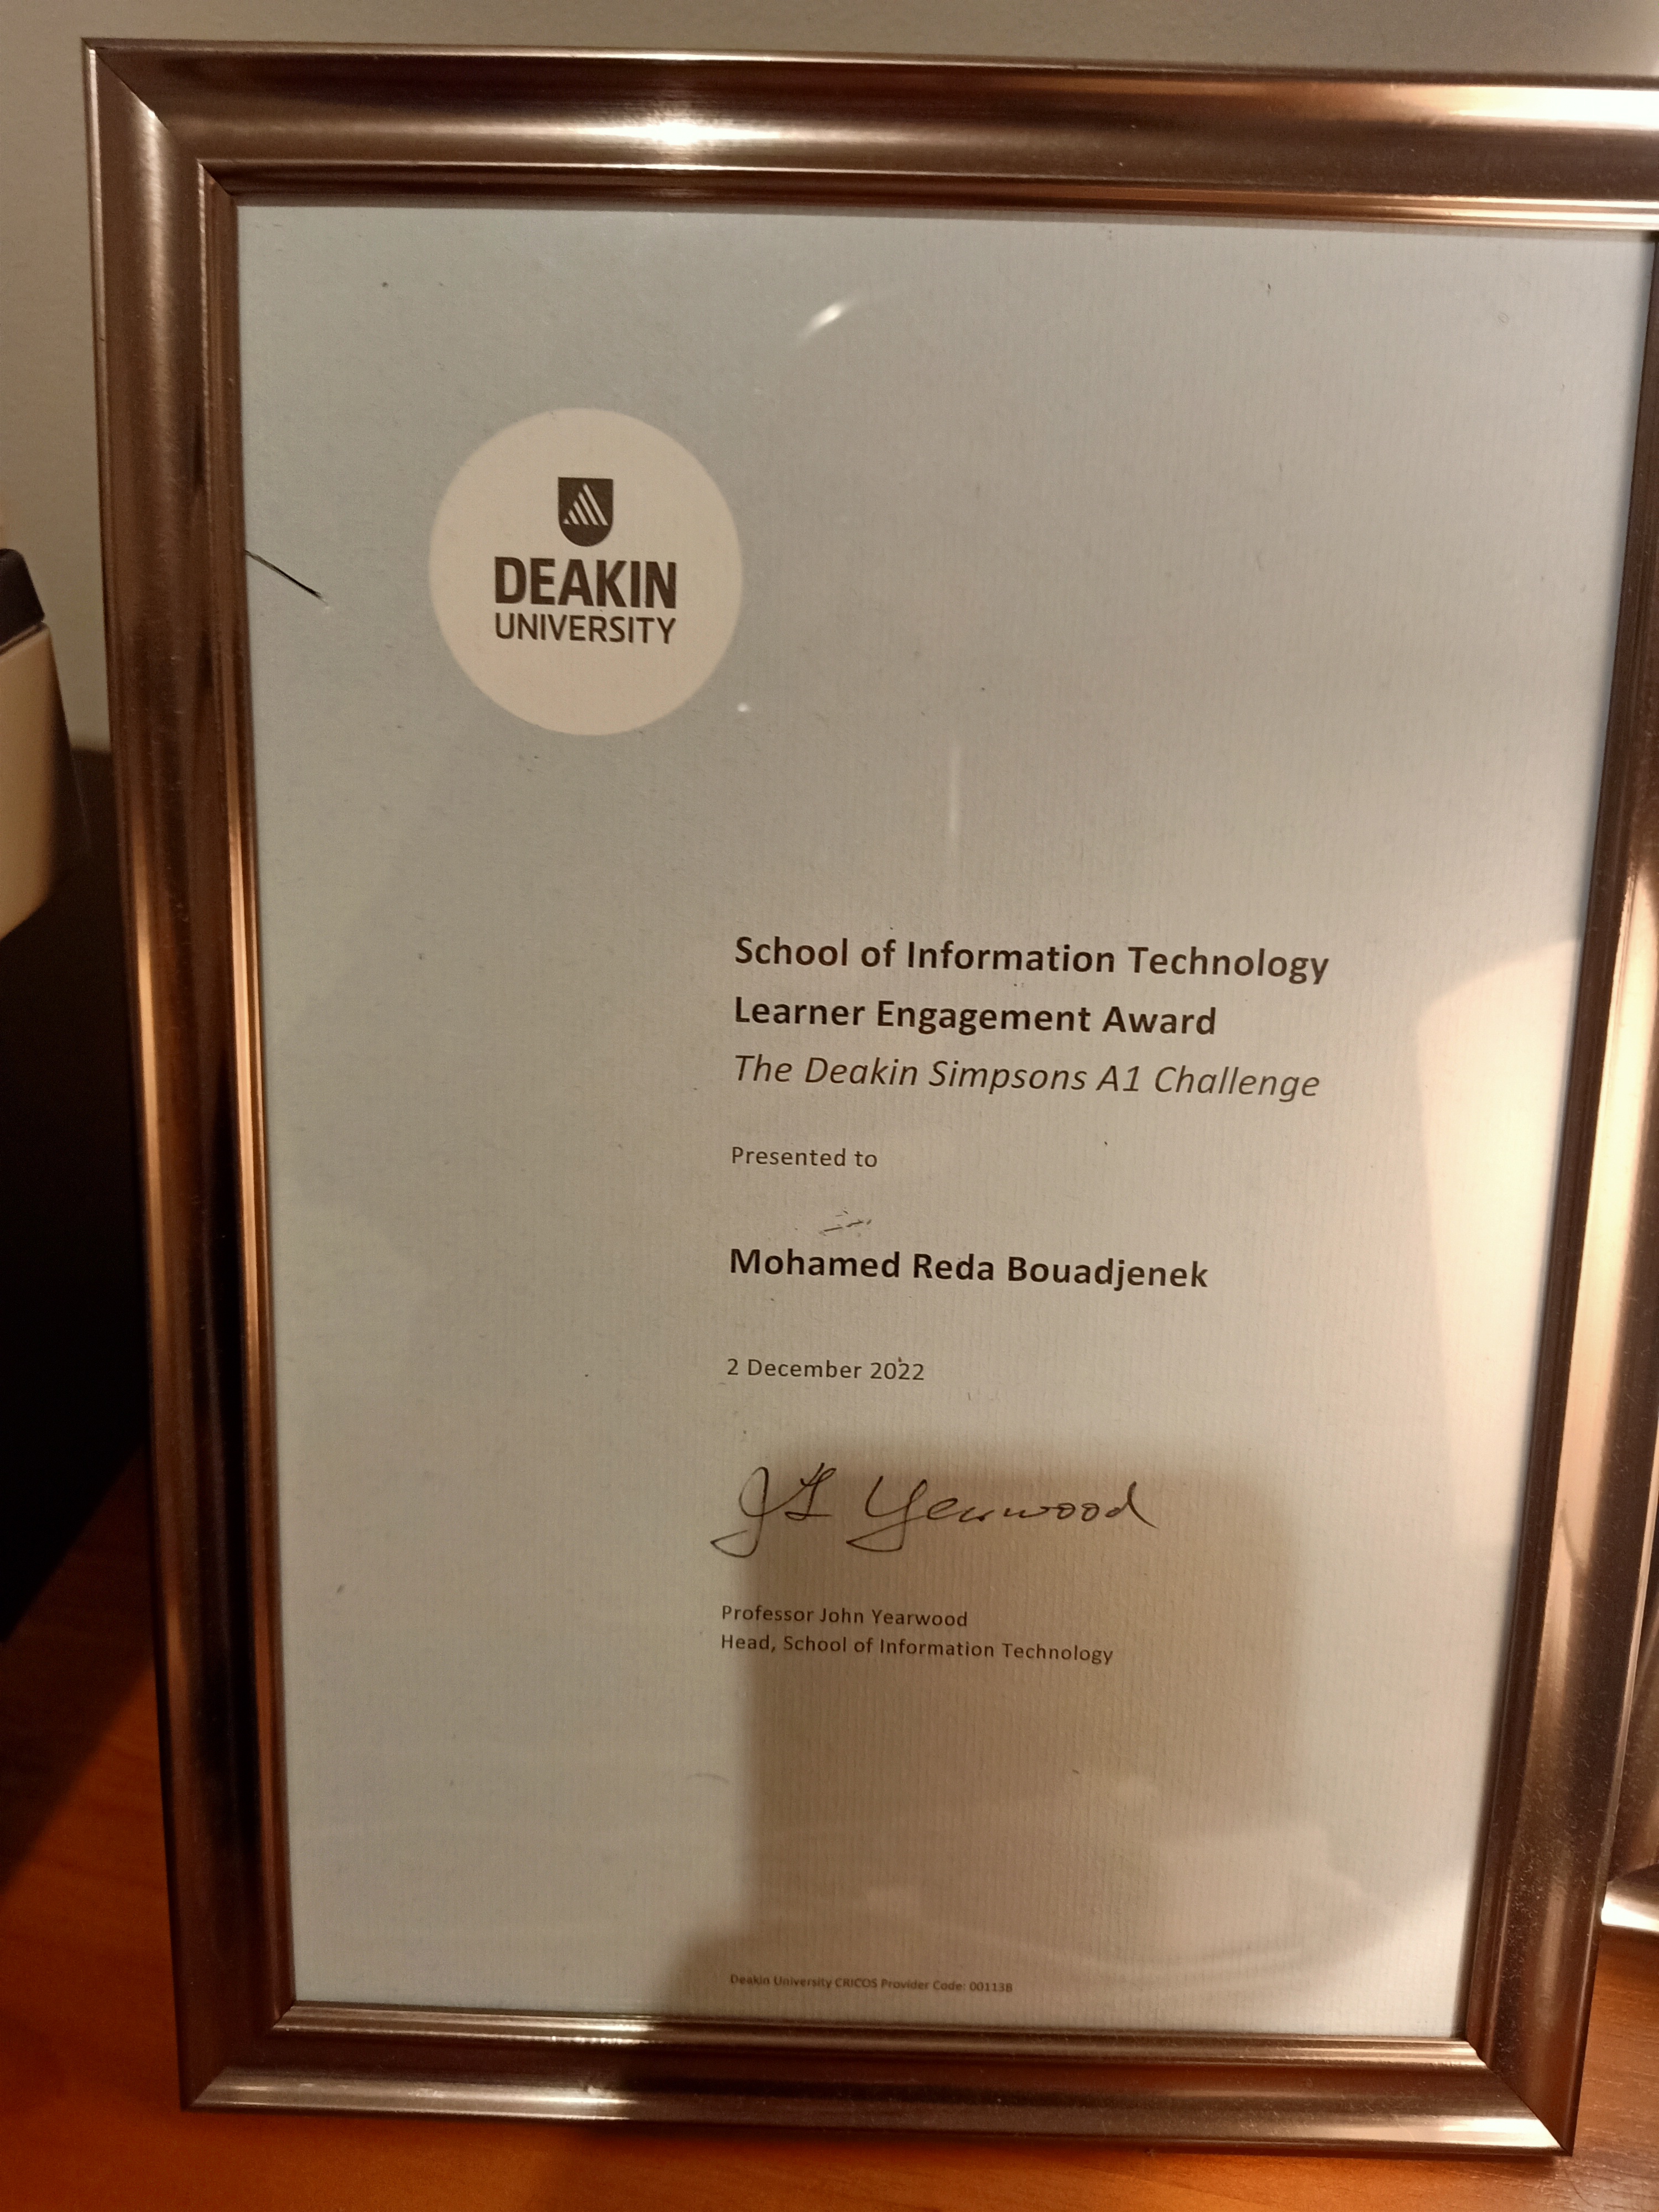 DEAKIN
UNIVERSITY
School of Information Technology
Learner Engagement Award
The Deakin Simpsons A1 Challenge
Presented to
Mohamed Reda Bouadjenek
2 December 2022
JL Yearwood
Professor John Yearwood
Head, School of Information Technology
Deakin University CRICOS Provider Code: 00113B